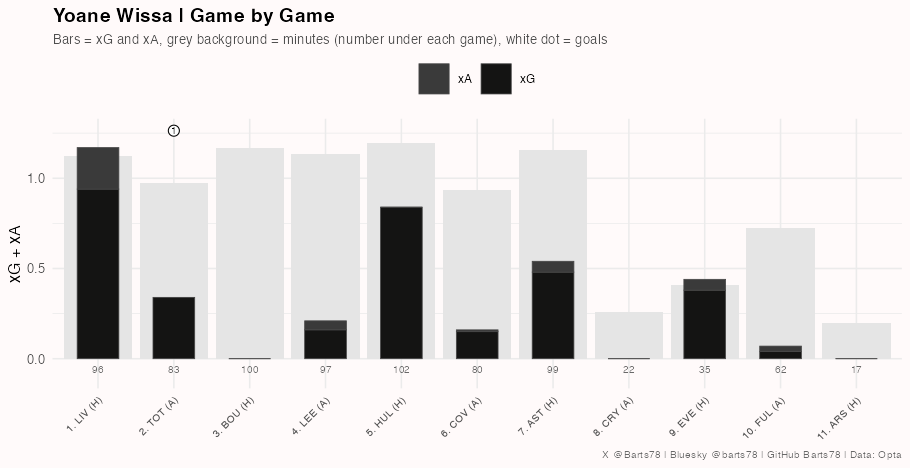 Yoane Wissa | Game by Game
Bars = xG and xA, grey background = minutes (number under each game), white dot = goals
xA xG
1
1.0
0.5
0.0
xG + xA
96 83 100 97 102 80 99 22 35 62 17
1. LIV (H) 2. TOT (A) 3. BOU (H) 4. LEE (A) 5. HUL (H) 6. COV (A) 7. AST (H) 8. CRY (A) 9. EVE (H) 10. FUL (A) 11. ARS (H)
X @Barts78 | Bluesky @barts78 | GitHub Barts78 | Data: Opta